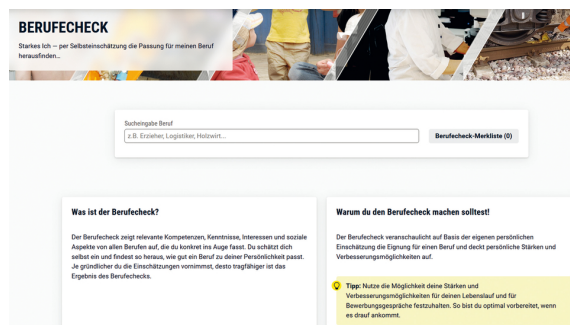 BERUFECHECK
Starkes Ich – per Selbsteinschätzung die Passung für meinen Beruf
herausfinden...
Sucheingabe Beruf
z.B. Erzieher, Logistiker, Holzwirt...
Berufecheck-Merkliste (0)
Was ist der Berufecheck?
Der Berufecheck zeigt relevante Kompetenzen, Kenntnisse, Interessen und soziale
Aspekte von allen Berufen auf, die du konkret ins Auge fasst. Du schätzt dich
selbst ein und findest so heraus, wie gut ein Beruf zu deiner Persönlichkeit passt.
Je gründlicher du die Einschätzungen vornimmst, desto tragfähiger ist das
Ergebnis des Berufechecks.
Warum du den Berufecheck machen solltest!
Der Berufecheck veranschaulicht auf Basis der eigenen persönlichen
Einschätzung die Eignung für einen Beruf und deckt persönliche Stärken und
Verbesserungsmöglichkeiten auf.
Tipp: Nutze die Möglichkeit deine Stärken und
Verbesserungsmöglichkeiten für deinen Lebenslauf und für
Bewerbungsgespräche festzuhalten. So bist du optimal vorbereitet, wenn
es drauf ankommt.